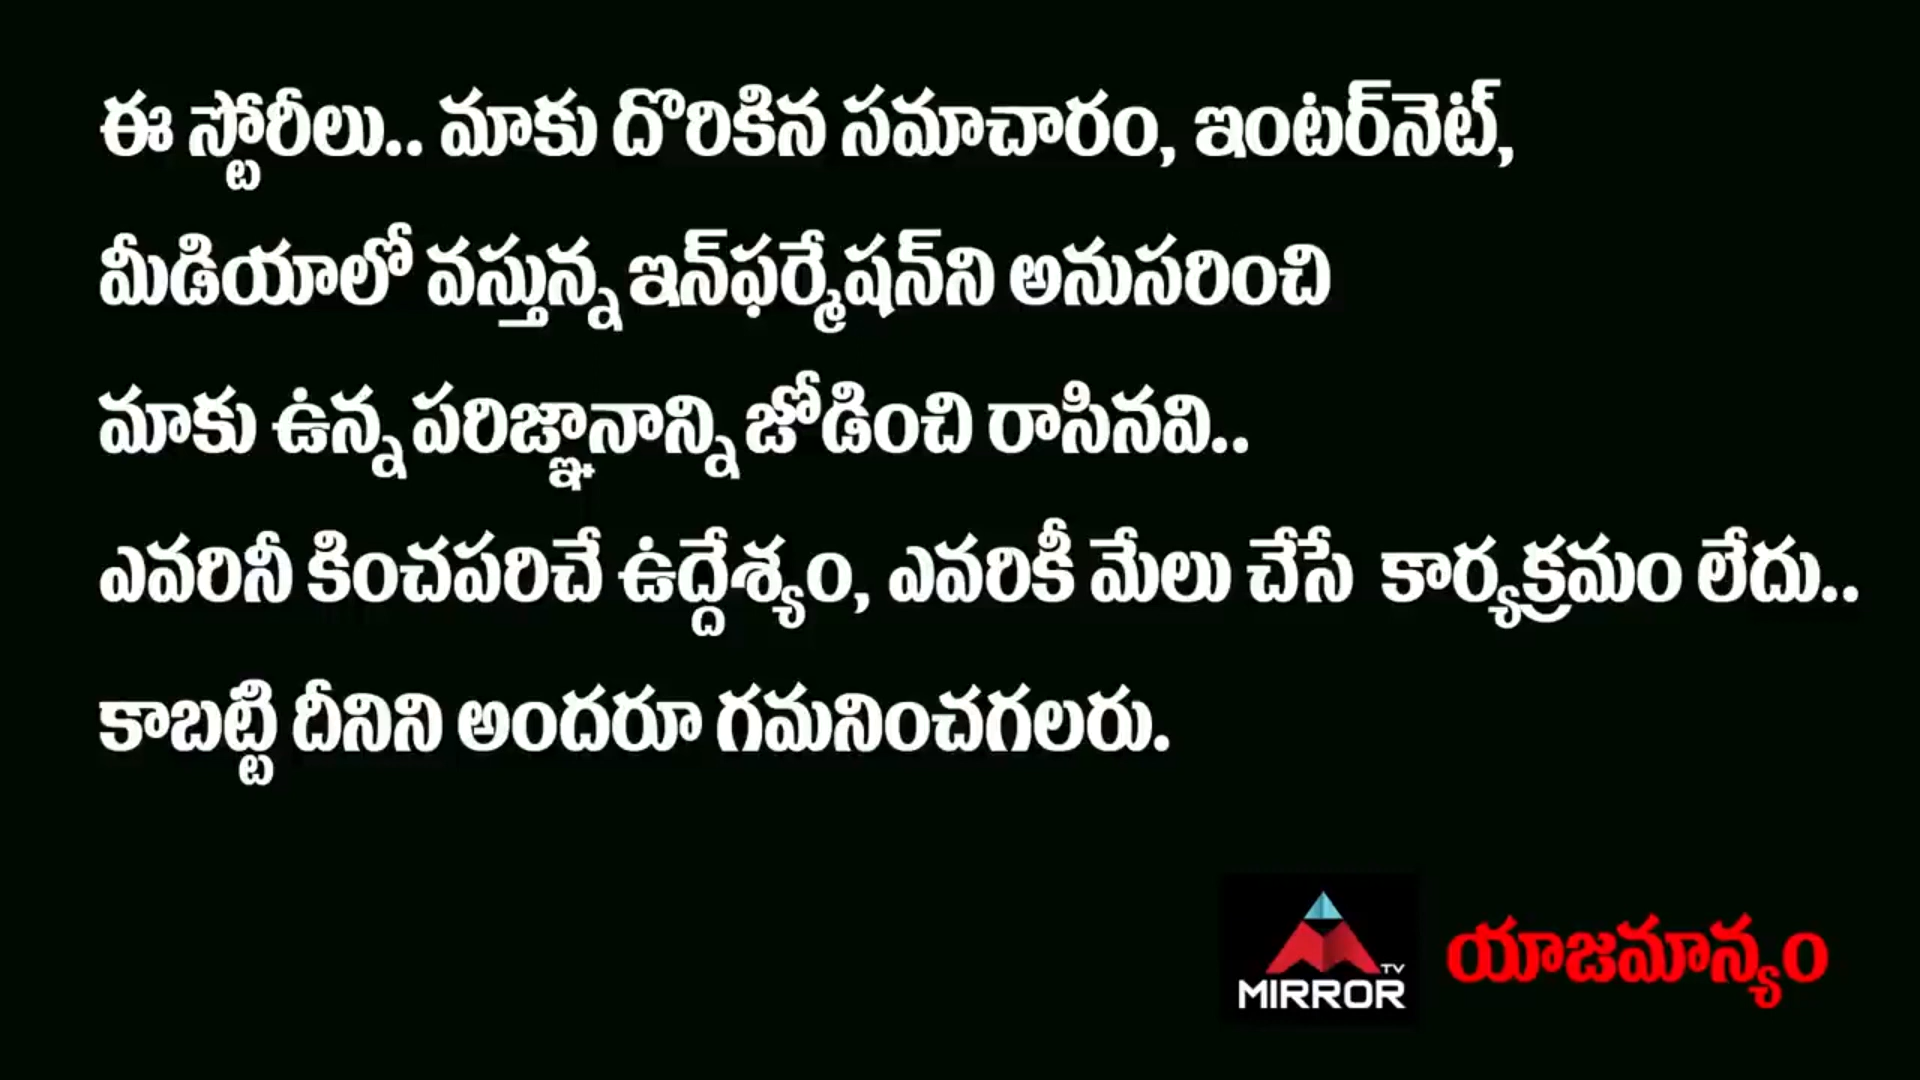 ఈ స్టోరీలు.. మాకు దొరికిన సమాచారం, ఇంటర్‌నెట్,
మీడియాలో వస్తున్న ఇన్‌ఫర్మేషన్‌ని అనుసరించి
మాకు ఉన్న పరిజ్ఞానాన్ని జోడించి రాసినవి..
ఎవరినీ కించపరిచే ఉద్దేశ్యం, ఎవరికీ మేలు చేసే కార్యక్రమం లేదు..
కాబట్టి దీనిని అందరూ గమనించగలరు.
TV
MIRROR
యాజమాన్యం